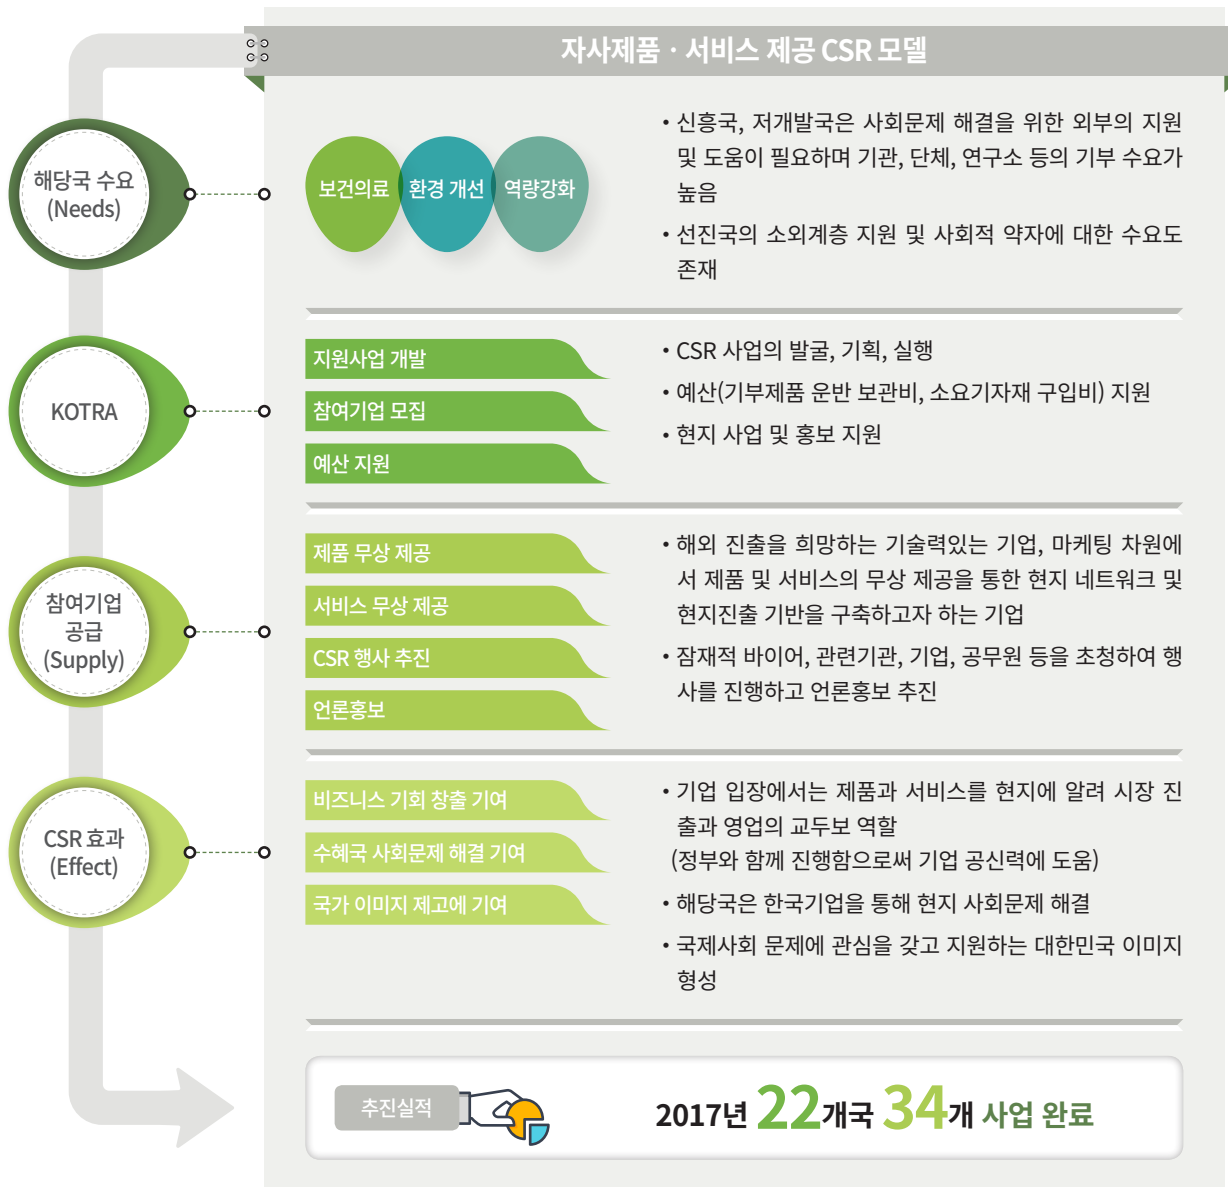 자사제품 · 서비스 제공 CSR 모델
해당국 수요
(Needs)
보건의료
환경 개선
역량강화
• 신흥국, 저개발국은 사회문제 해결을 위한 외부의 지원
및 도움이 필요하며 기관, 단체, 연구소 등의 기부 수요가
높음
• 선진국의 소외계층 지원 및 사회적 약자에 대한 수요도
존재
KOTRA
지원사업 개발
참여기업 모집
예산 지원
• CSR 사업의 발굴, 기획, 실행
• 예산(기부제품 운반 보관비, 소요기자재 구입비) 지원
• 현지 사업 및 홍보 지원
참여기업
공급
(Supply)
제품 무상 제공
서비스 무상 제공
CSR 행사 추진
언론홍보
• 해외 진출을 희망하는 기술력있는 기업, 마케팅 차원에
서 제품 및 서비스의 무상 제공을 통한 현지 네트워크 및
현지진출 기반을 구축하고자 하는 기업
• 잠재적 바이어, 관련기관, 기업, 공무원 등을 초청하여 행
사를 진행하고 언론홍보 추진
CSR 효과
(Effect)
비즈니스 기회 창출 기여
수혜국 사회문제 해결 기여
국가 이미지 제고에 기여
• 기업 입장에서는 제품과 서비스를 현지에 알려 시장 진
출과 영업의 교두보 역할
(정부와 함께 진행함으로써 기업 공신력에 도움)
• 해당국은 한국기업을 통해 현지 사회문제 해결
• 국제사회 문제에 관심을 갖고 지원하는 대한민국 이미지
형성
추진실적
2017년 22개국 34개 사업 완료